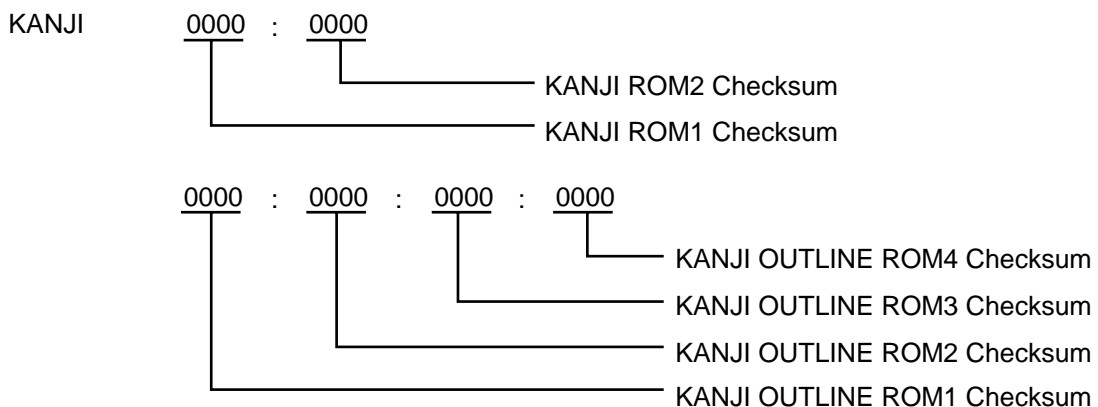 KANJI 0000 : 0000
KANJI ROM2 Checksum
KANJI ROM1 Checksum
0000 : 0000 : 0000 : 0000
KANJI OUTLINE ROM4 Checksum
KANJI OUTLINE ROM3 Checksum
KANJI OUTLINE ROM2 Checksum
KANJI OUTLINE ROM1 Checksum